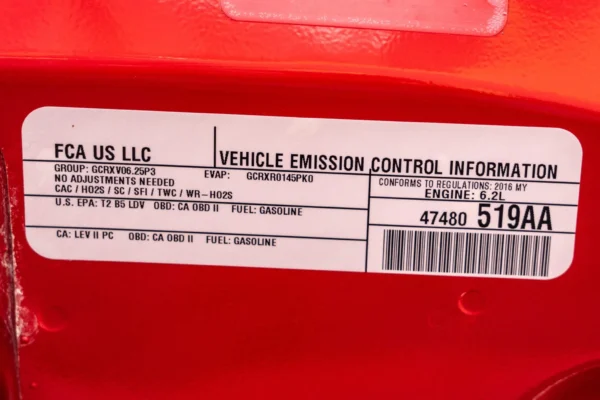 FCA US LLC
VEHICLE EMISSION CONTROL INFORMATION
GROUP: GCRXV06.25P3
EVAP: GCRXR0145PK0
NO ADJUSTMENTS NEEDED
CAC / HO2S / SC / SFI / TWC / WR-HO2S
U.S. EPA: T2 B5 LDV OBD: CA OBD II FUEL: GASOLINE
CA: LEV II PC OBD: CA OBD II FUEL: GASOLINE
CONFORMS TO REGULATIONS: 2016 MY
ENGINE: 6.2L
47480 519AA